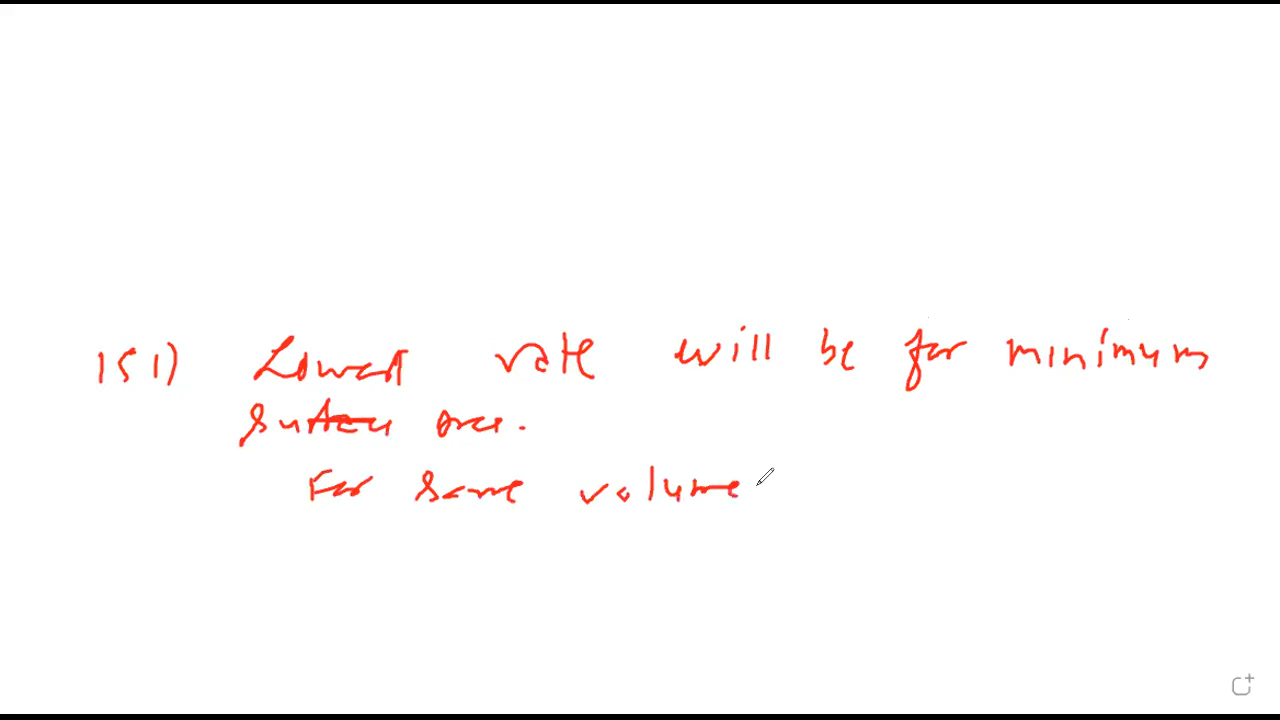 151) Lowest rate will be for minimum
surface area.
For same volume